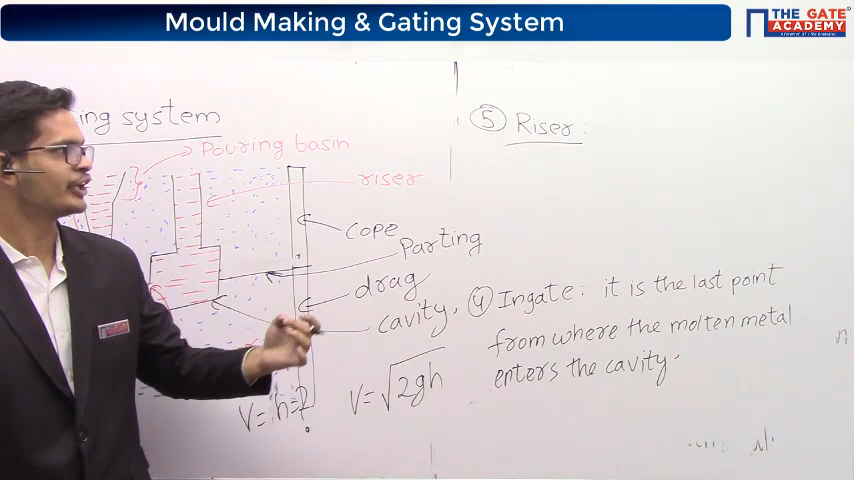 Mould Making & Gating System
THE GATE
ACADEMY
ing system
Pouring basin
riser
cope
Parting
drag
cavity,
V= h=?
V=√2gh
⑤ Riser:
④ Ingate: it is the last point
from where the molten metal
enters the cavity.